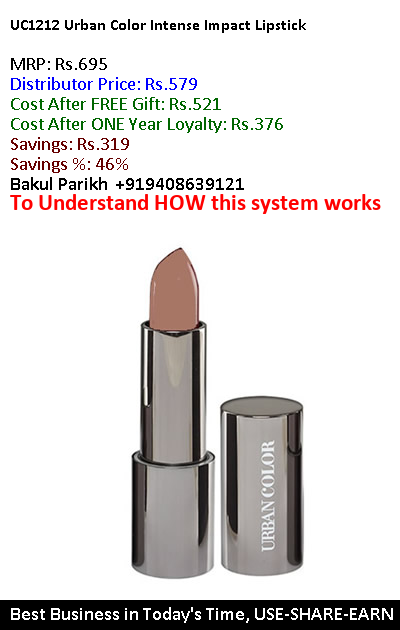 UC1212 Urban Color Intense Impact Lipstick
MRP: Rs.695
Distributor Price: Rs.579
Cost After FREE Gift: Rs.521
Cost After ONE Year Loyalty: Rs.376
Savings: Rs.319
Savings %: 46%
Bakul Parikh +919408639121
To Understand HOW this system works
URBAN COLOR
Best Business in Today's Time, USE-SHARE-EARN